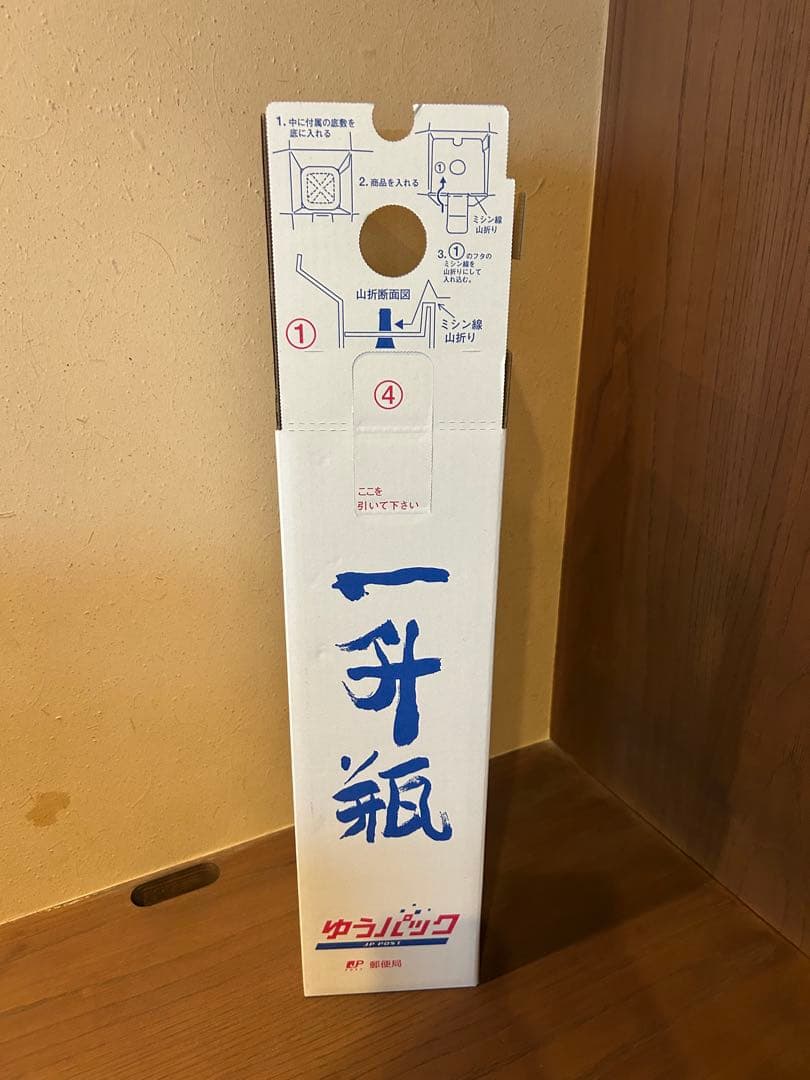 1. 中に付属の底敷を
底に入れる
2. 商品を入れる
①
ミシン線
山折り
3. ①のフタの
ミシン線を
山折りにして
入れ込む。
山折断面図
ミシン線
山折り
①
④
ここを
引いて下さい
一升瓶
ゆうパック
JP POST
JP
POST
郵便局